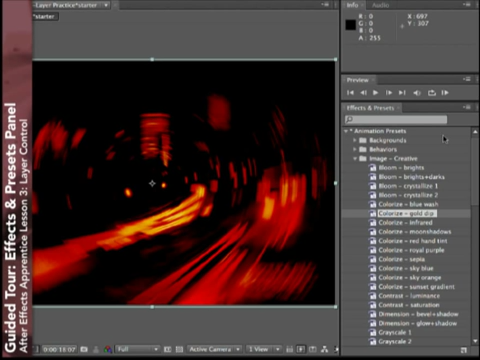 -Layer Practice*starter
*starter
Info
Audio
R : 0
G : 0
B : 0
A : 255
X : 697
Y : 307
Preview
Effects & Presets
* Animation Presets
Backgrounds
Behaviors
Image - Creative
Bloom - brights
Bloom - brights+darks
Bloom - crystallize 1
Bloom - crystallize 2
Colorize - blue wash
Colorize - gold dip
Colorize - infrared
Colorize - moonshadows
Colorize - red hand tint
Colorize - royal purple
Colorize - sepia
Colorize - sky blue
Colorize - sky orange
Colorize - sunset gradient
Contrast - luminance
Contrast - saturation
Dimension - bevel+shadow
Dimension - glow+shadow
Grayscale 1
Grayscale 2
0:00:18:07
Full
Active Camera
1 View
Guided Tour: Effects & Presets Panel
After Effects Apprentice Lesson 3: Layer Control